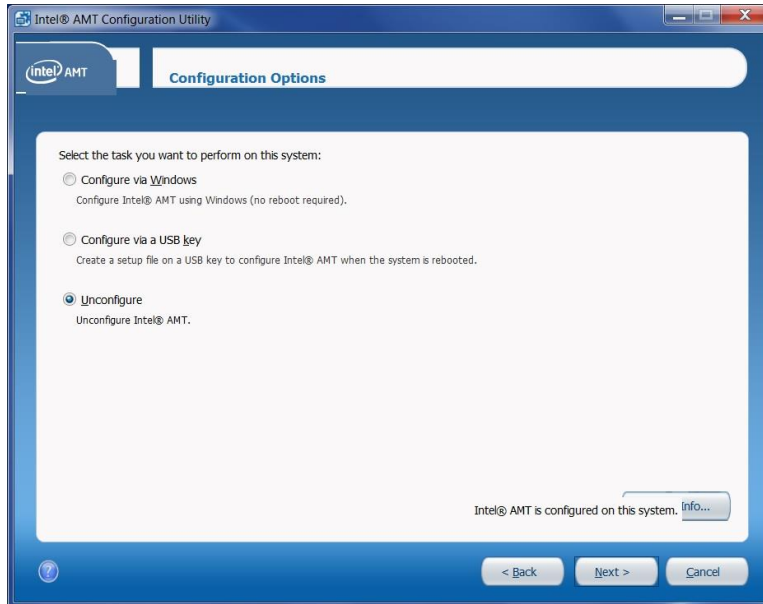 Intel® AMT Configuration Utility
intel AMT
Configuration Options
Select the task you want to perform on this system:
Configure via Windows
Configure Intel® AMT using Windows (no reboot required).
Configure via a USB key
Create a setup file on a USB key to configure Intel® AMT when the system is rebooted.
Unconfigure
Unconfigure Intel® AMT.
Intel® AMT is configured on this system. Info...
< Back Next > Cancel